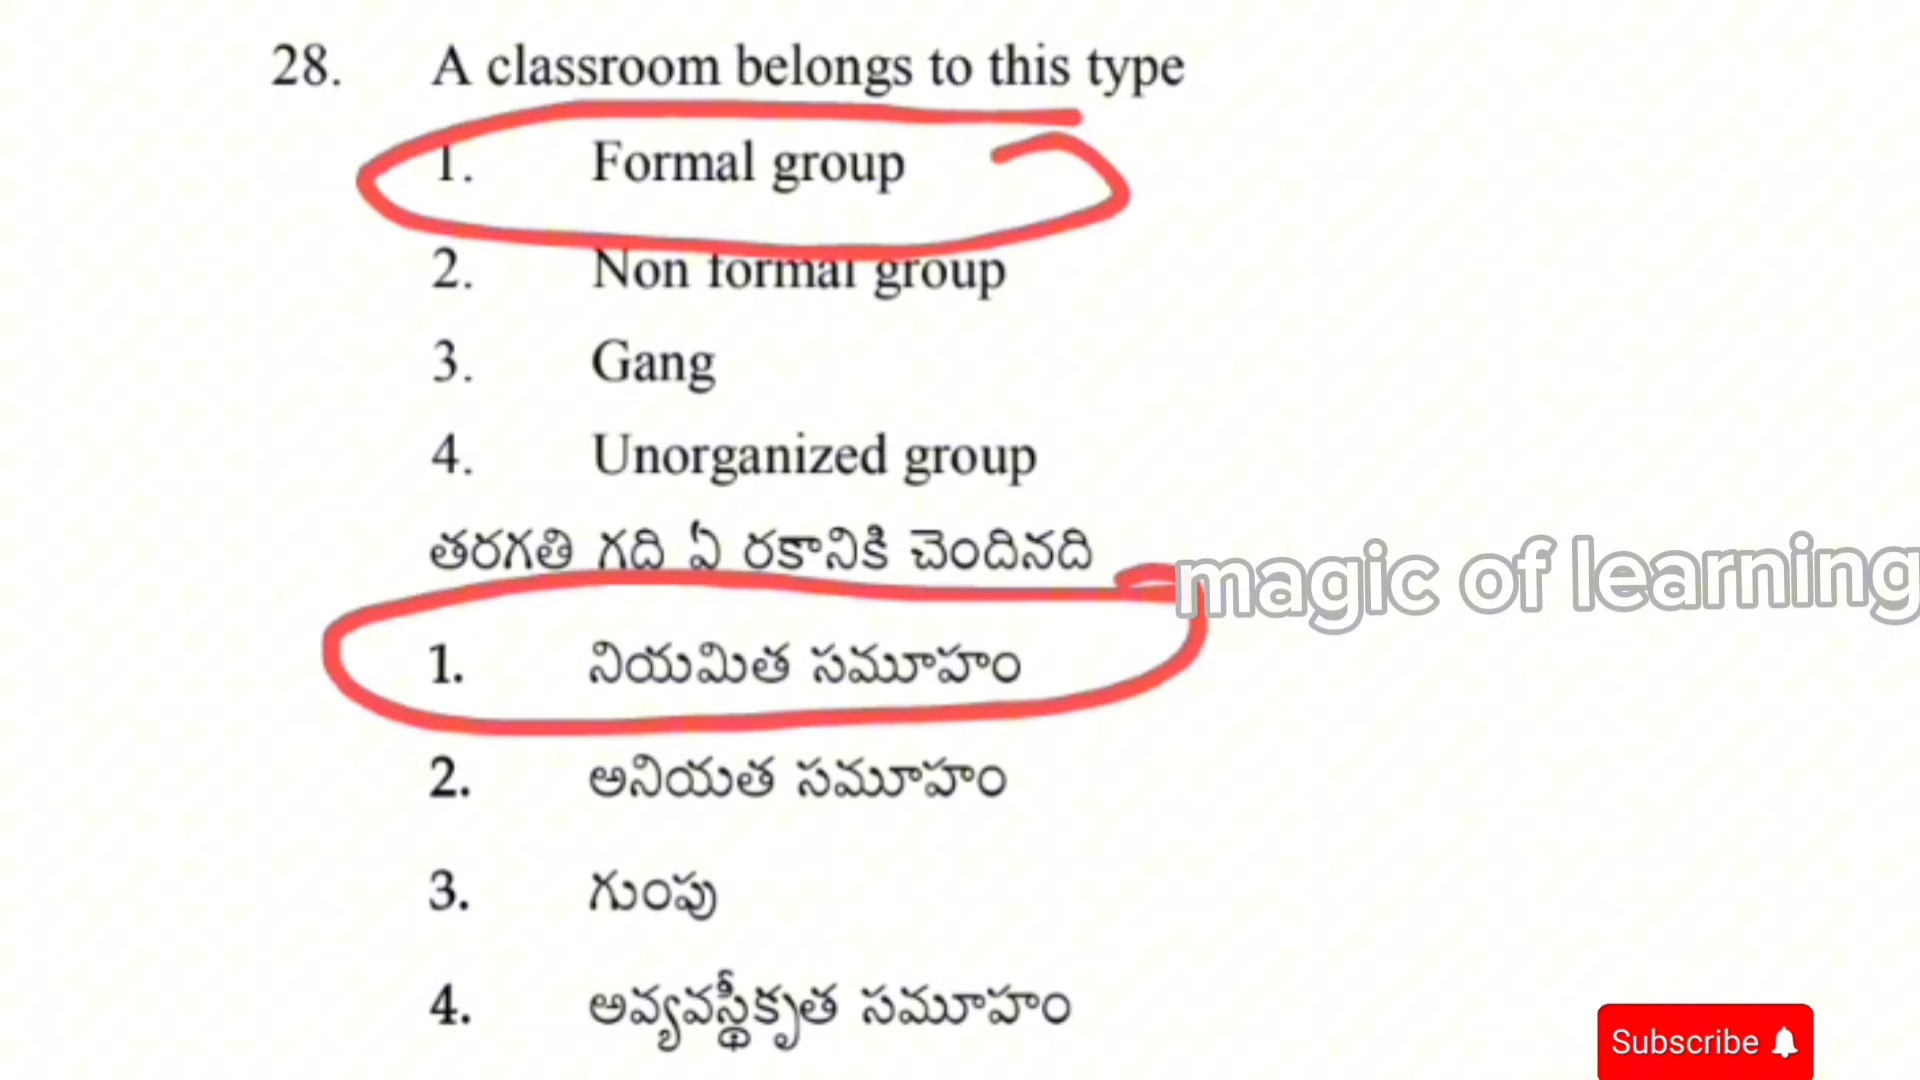 28. A classroom belongs to this type
1. Formal group
2. Non formal group
3. Gang
4. Unorganized group
తరగతి గది ఏ రకానికి చెందినది
magic of learning
1. నియమిత సమూహం
2. అనియత సమూహం
3. గుంపు
4. అవ్యవస్థీకృత సమూహం
Subscribe